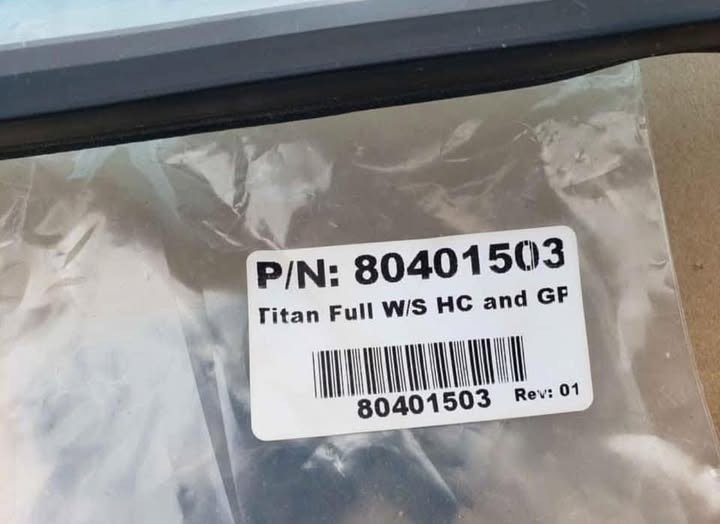 P/N: 80401503
Titan Full W/S HC and GP
80401503
Rev: 01